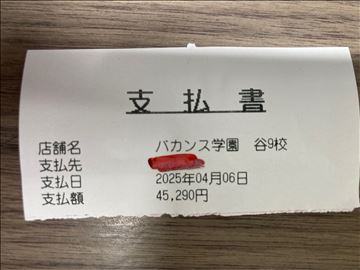 支払書
店舗名 バカンス学園 谷9校
支払先
支払日 2025年04月06日
支払額 45,290円